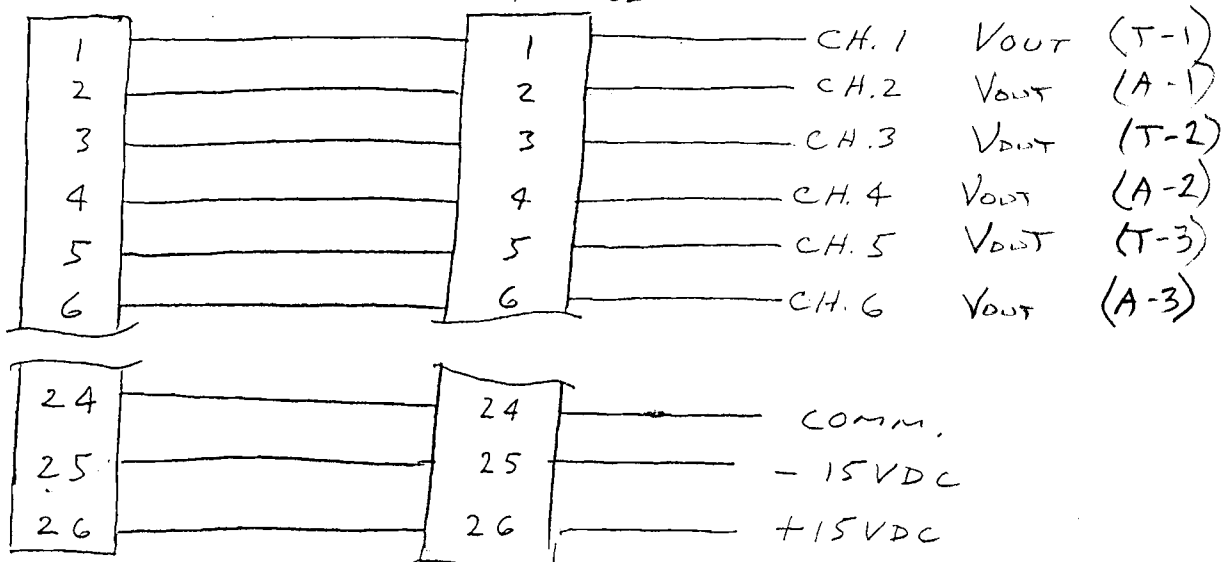 1 1 CH. 1 VOUT (T-1)
2 2 CH.2 VOUT (A-1)
3 3 CH.3 VOUT (T-2)
4 4 CH. 4 VOUT (A-2)
5 5 CH. 5 VOUT (T-3)
6 6 CH. 6 VOUT (A-3)
24 24 COMM.
25 25 - 15VDC
26 26 +15VDC